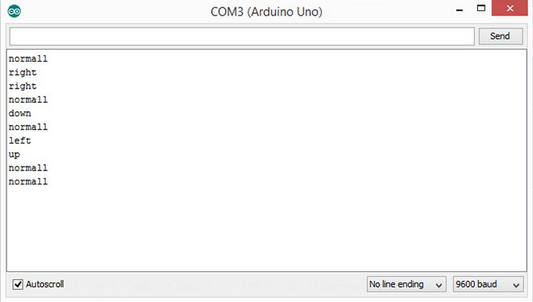 COM3 (Arduino Uno)
Send
normall
right
right
normall
down
normall
left
up
normall
normall
Autoscroll
No line ending
9600 baud